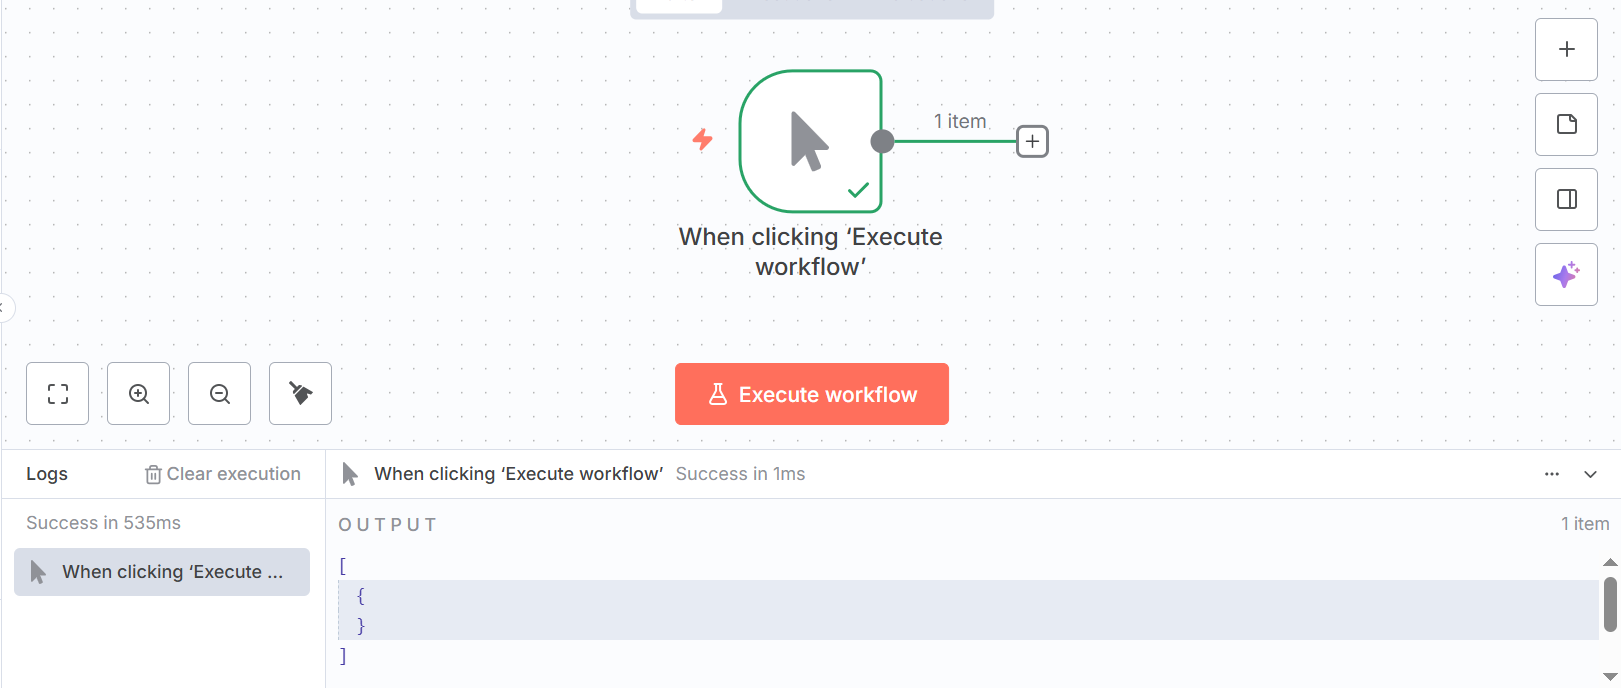 1 item
When clicking ‘Execute
workflow’
Execute workflow
Logs
Clear execution
When clicking ‘Execute workflow’
Success in 1ms
Success in 535ms
OUTPUT
1 item
When clicking ‘Execute ...
[
{
}
]